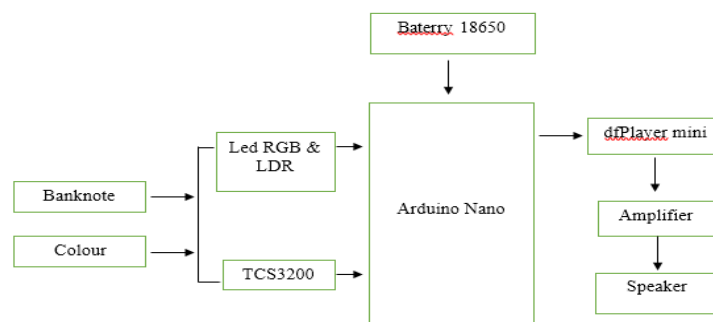 Baterry 18650
Led RGB &
LDR
dfPlayer mini
Banknote
Arduino Nano
Amplifier
Colour
TCS3200
Speaker